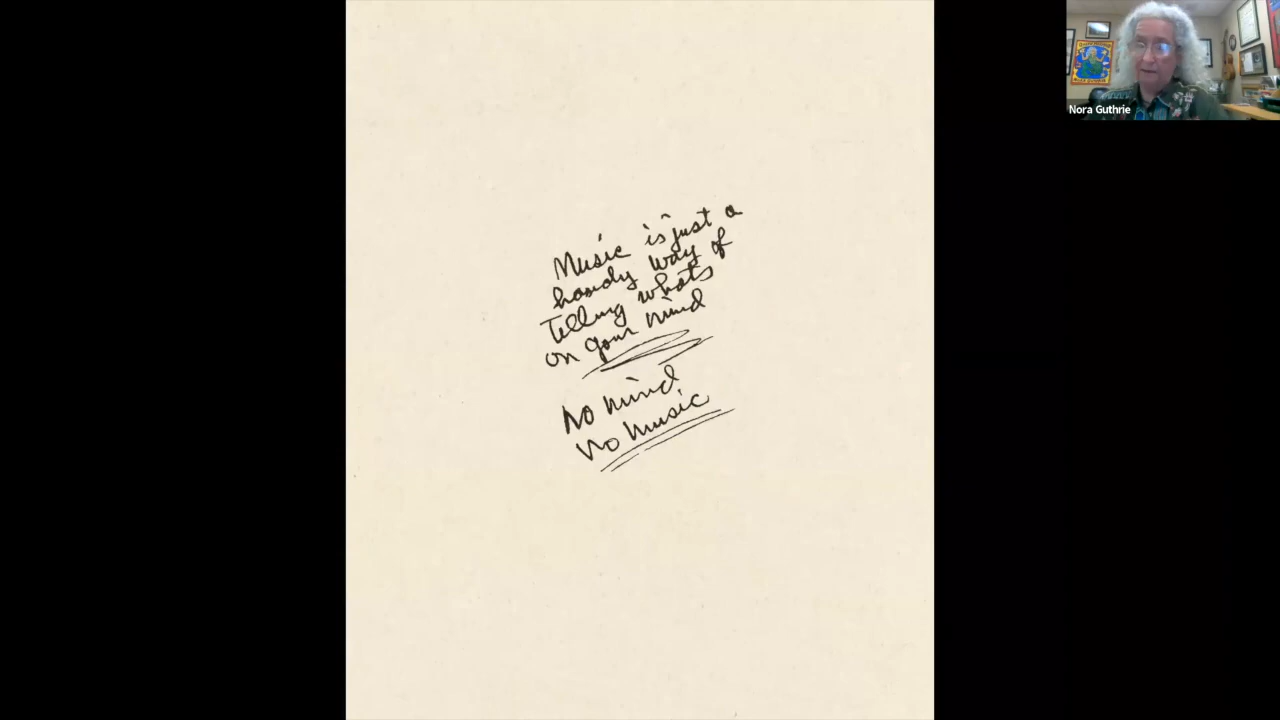 Music is just a
handy way of
Telling whats
on your mind
No mind
No music
Nora Guthrie